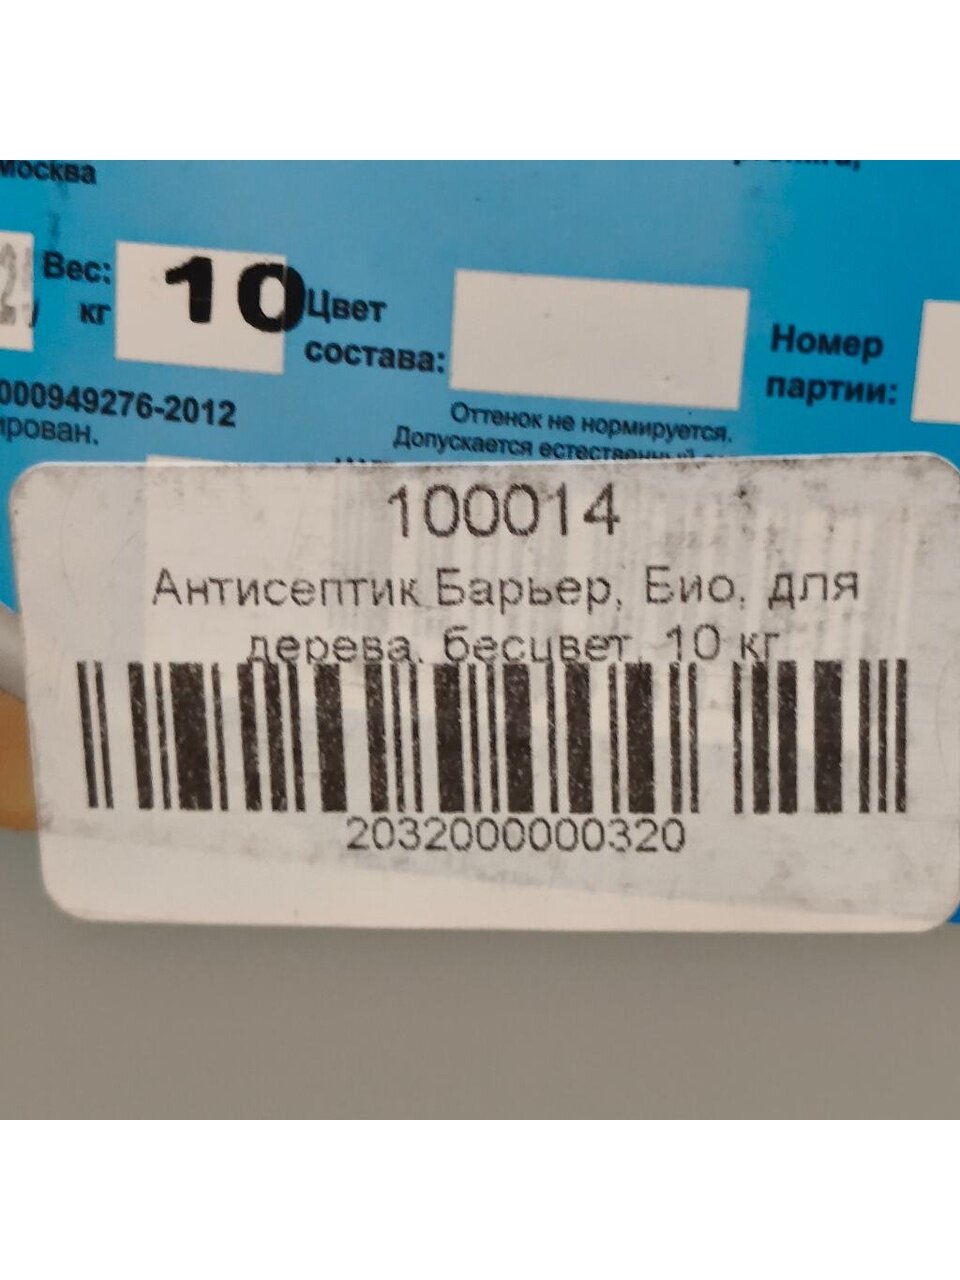 Москва
Вес:
кг
10
Цвет
состава:
Номер
партии:
000949276-2012
Оттенок не нормируется.
Допускается естественный
100014
Антисептик Барьер, Био, для
дерева, бесцвет, 10 кг
2032000000320